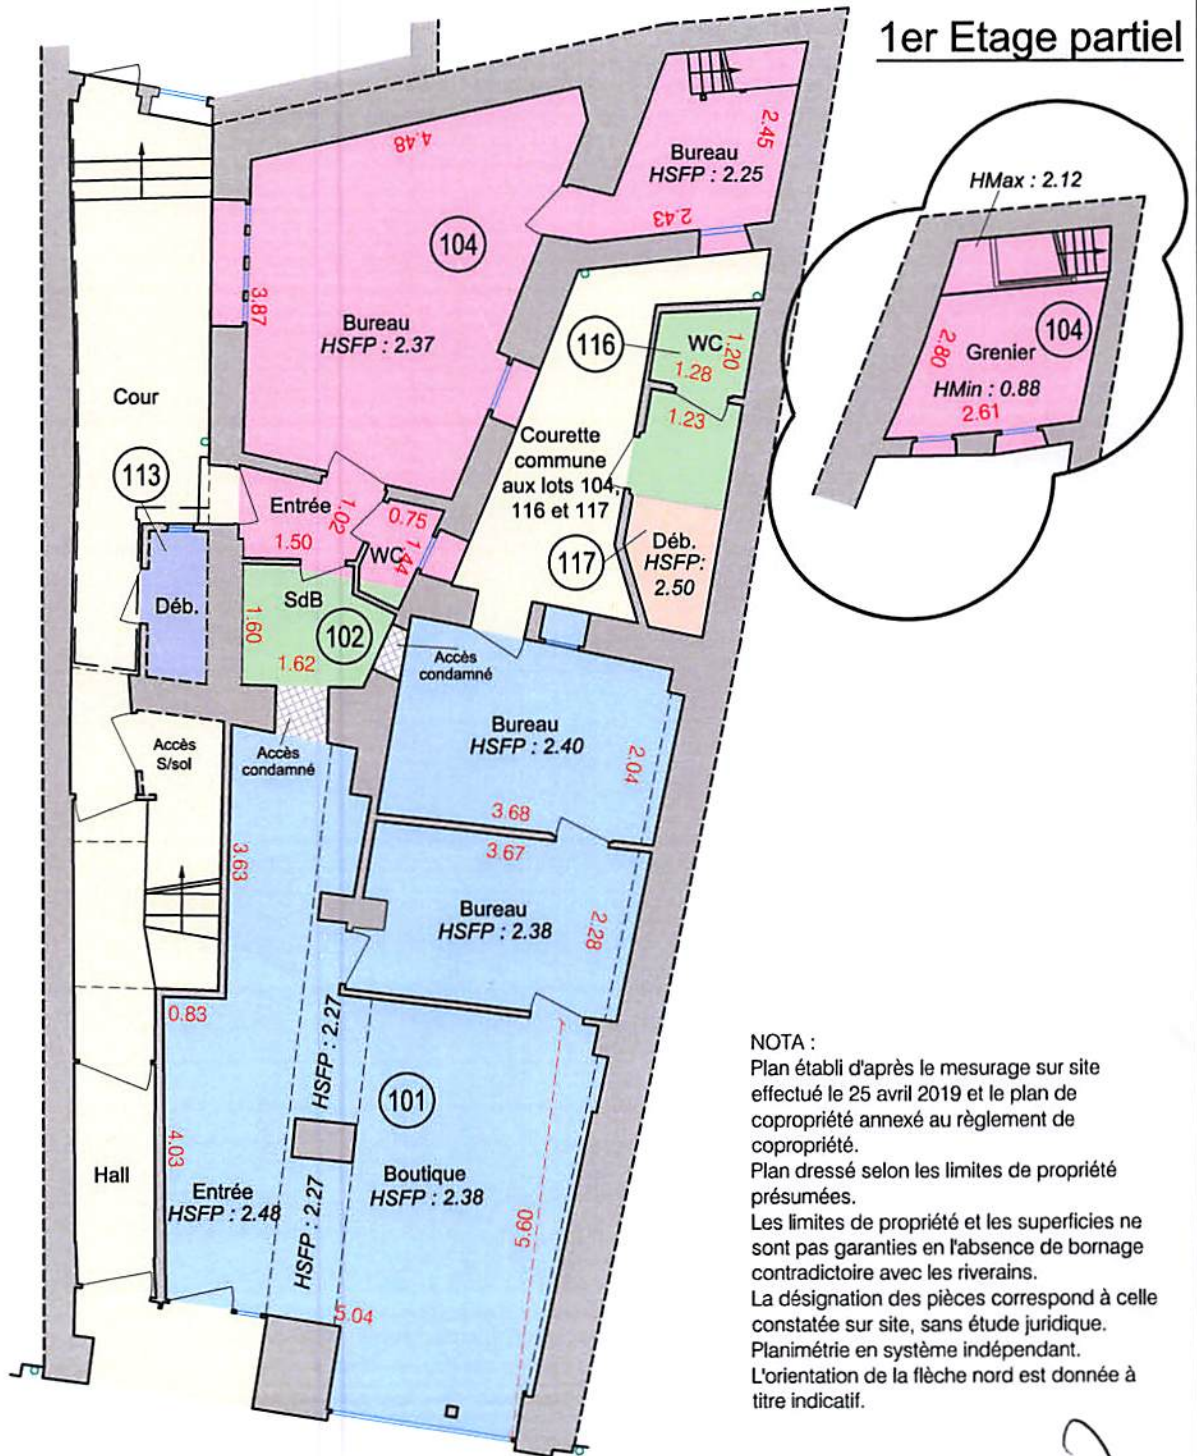 1er Etage partiel
HMax : 2.12
104
Grenier
2.80
HMin : 0.88
2.61
Bureau
HSFP : 2.25
2.45
2.43
4.48
104
3.87
Bureau
HSFP : 2.37
116
WC
1.20
1.28
1.23
Cour
Courette
commune
aux lots 104,
116 et 117
113
Entrée
1.02
1.50
0.75
WC
1.44
117
Déb.
HSFP:
2.50
Déb.
SdB
102
1.60
1.62
Accès
condamné
Accès
S/sol
Accès
condamné
Bureau
HSFP : 2.40
2.04
3.68
3.67
3.63
Bureau
HSFP : 2.38
2.28
0.83
HSFP : 2.27
101
4.03
Hall
Entrée
HSFP : 2.48
HSFP : 2.27
Boutique
HSFP : 2.38
5.60
5.04
NOTA :
Plan établi d'après le mesurage sur site
effectué le 25 avril 2019 et le plan de
copropriété annexé au règlement de
copropriété.
Plan dressé selon les limites de propriété
présumées.
Les limites de propriété et les superficies ne
sont pas garanties en l'absence de bornage
contradictoire avec les riverains.
La désignation des pièces correspond à celle
constatée sur site, sans étude juridique.
Planimétrie en système indépendant.
L'orientation de la flèche nord est donnée à
titre indicatif.